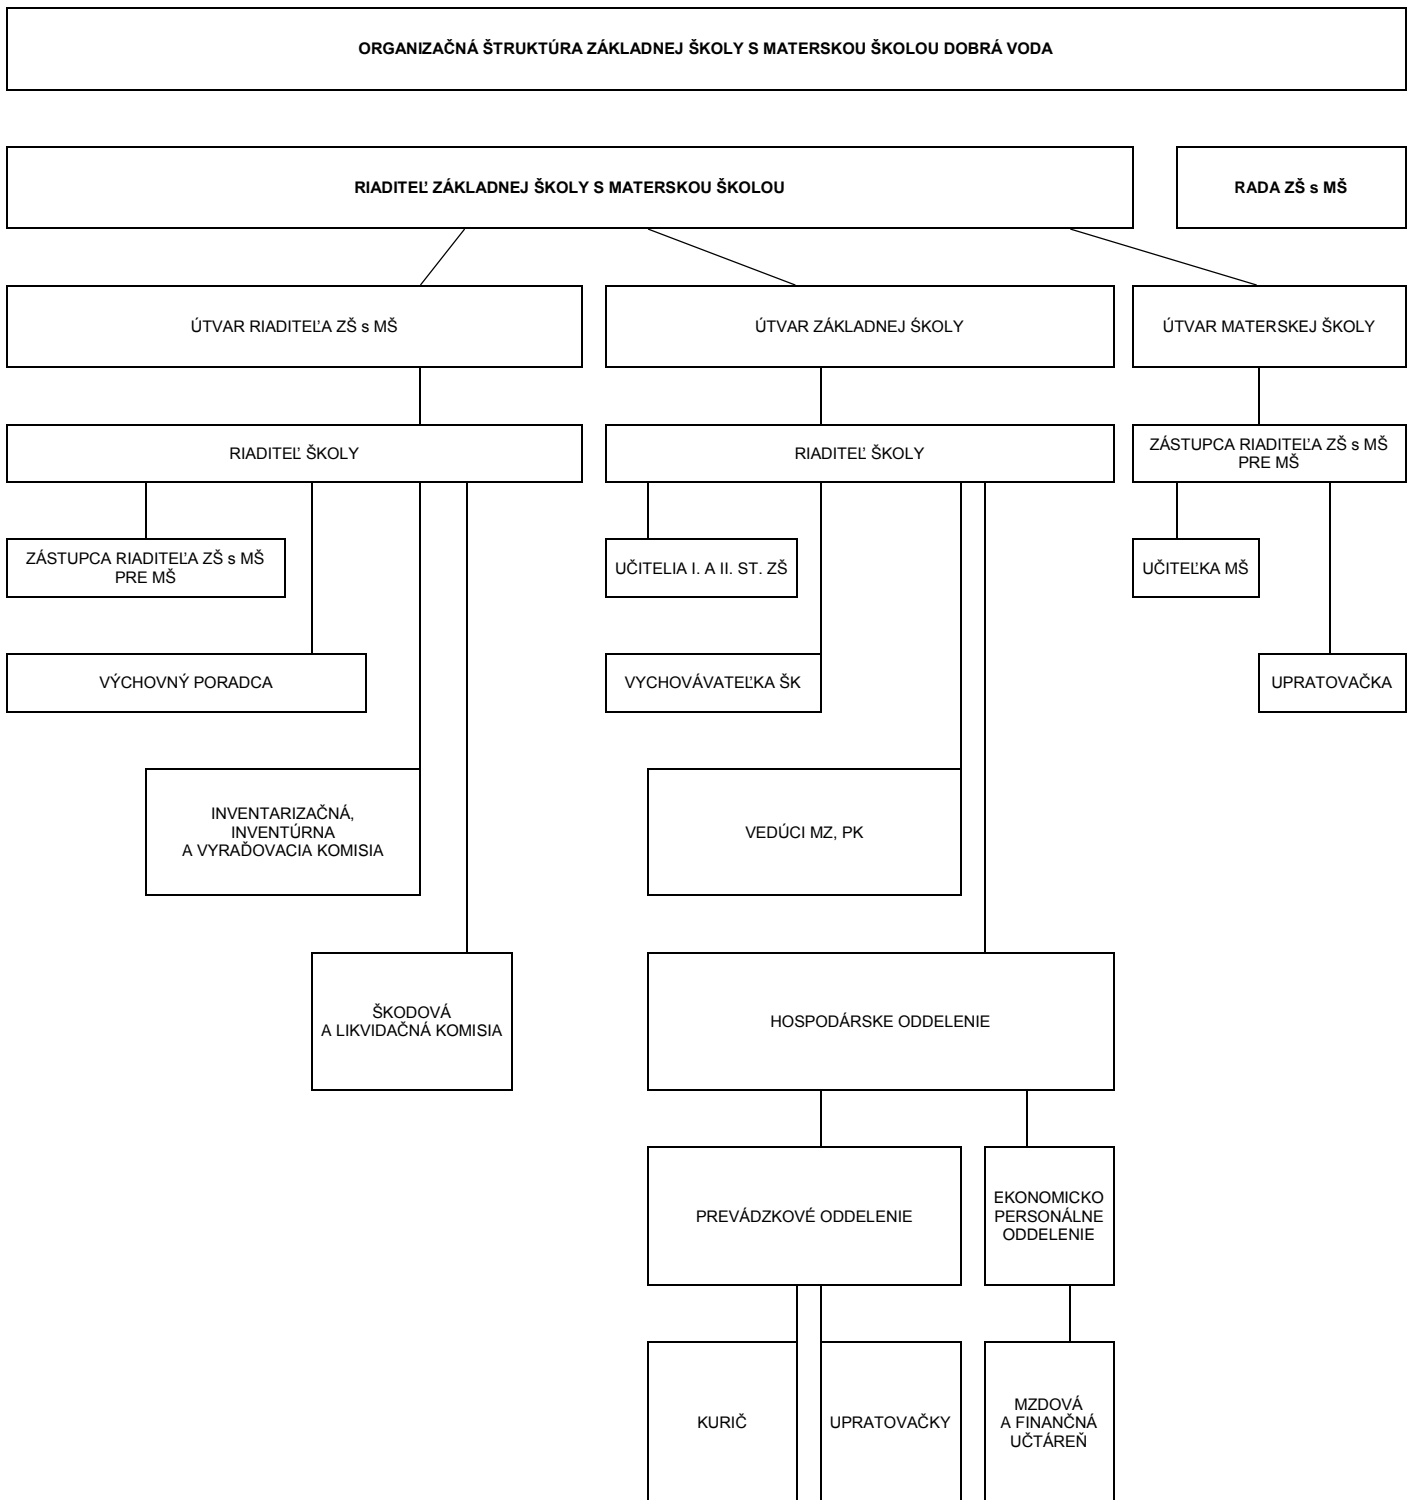 ORGANIZAČNÁ ŠTRUKTÚRA ZÁKLADNEJ ŠKOLY S MATERSKOU ŠKOLOU DOBRÁ VODA
RIADITEĽ ZÁKLADNEJ ŠKOLY S MATERSKOU ŠKOLOU
RADA ZŠ s MŠ
ÚTVAR RIADITEĽA ZŠ s MŠ
ÚTVAR ZÁKLADNEJ ŚKOLY
ÚTVAR MATERSKEJ ŠKOLY
RIADITEĽ ŠKOLY
RIADITEĽ ŠKOLY
ZÁSTUPCA RIADITEĽA ZŠ s MŠ
PRE MŠ
ZÁSTUPCA RIADITEĽA ZŠ s MŠ
PRE MŠ
UČITELIA I. A II. ST. ZŠ
UČITEĽKA MŠ
VÝCHOVNÝ PORADCA
VYCHOVÁVATEĽKA ŠK
UPRATOVAČKA
INVENTARIZAČNÁ,
INVENTÚRNA
A VYRAĎOVACIA KOMISIA
VEDÚCI MZ, PK
ŠKODOVÁ
A LIKVIDAČNÁ KOMISIA
HOSPODÁRSKE ODDELENIE
PREVÁDZKOVÉ ODDELENIE
EKONOMICKO
PERSONÁLNE
ODDELENIE
KURIČ
UPRATOVAČKY
MZDOVÁ
A FINANČNÁ
UČTÁREŇ